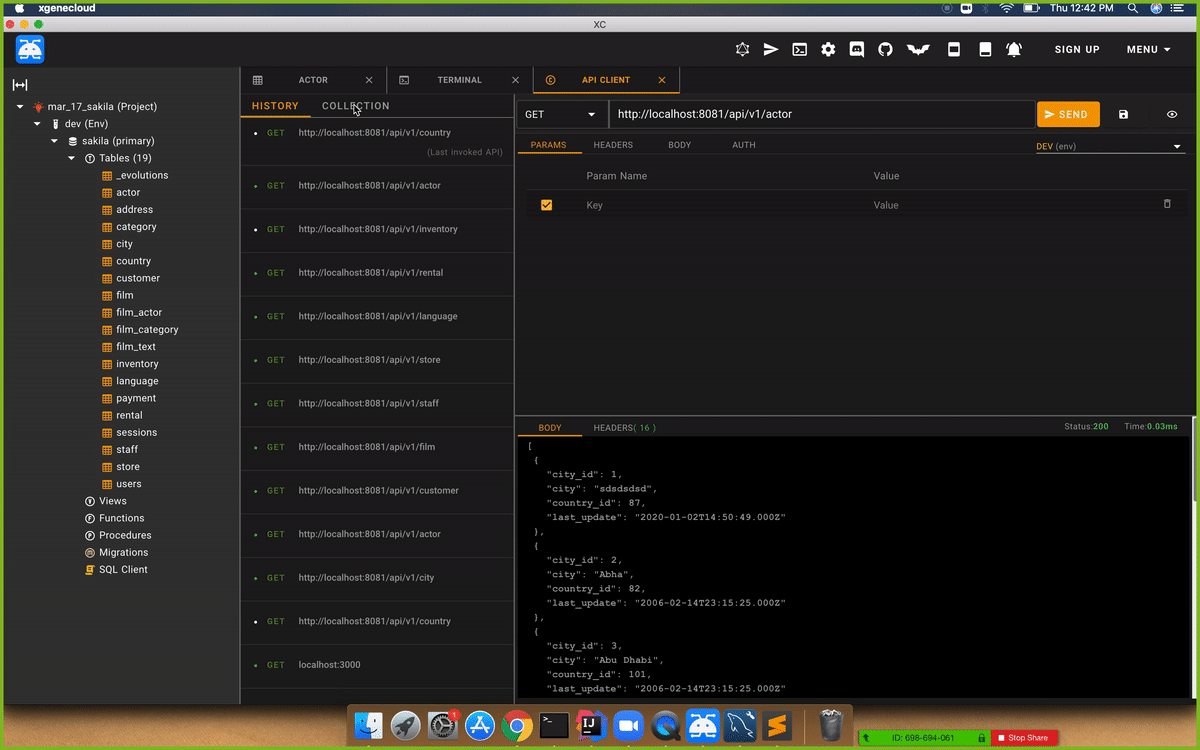 xgenecloud
Thu 12:42 PM
XC
SIGN UP
MENU
ACTOR
TERMINAL
API CLIENT
mar_17_sakila (Project)
dev (Env)
sakila (primary)
Tables (19)
_evolutions
actor
address
category
city
country
customer
film
film_actor
film_category
film_text
inventory
language
payment
rental
sessions
staff
store
users
Views
Functions
Procedures
Migrations
SQL Client
HISTORY
COLLECTION
GET http://localhost:8081/api/v1/country
(Last invoked API)
GET http://localhost:8081/api/v1/actor
GET http://localhost:8081/api/v1/inventory
GET http://localhost:8081/api/v1/rental
GET http://localhost:8081/api/v1/language
GET http://localhost:8081/api/v1/store
GET http://localhost:8081/api/v1/staff
GET http://localhost:8081/api/v1/film
GET http://localhost:8081/api/v1/customer
GET http://localhost:8081/api/v1/actor
GET http://localhost:8081/api/v1/city
GET http://localhost:8081/api/v1/country
GET localhost:3000
GET
http://localhost:8081/api/v1/actor
SEND
PARAMS
HEADERS
BODY
AUTH
DEV (env)
Param Name
Value
Key
Value
BODY
HEADERS( 16 )
Status:200
Time:0.03ms
[
{
"city_id": 1,
"city": "sdsdsdsd",
"country_id": 87,
"last_update": "2020-01-02T14:50:49.000Z"
},
{
"city_id": 2,
"city": "Abha",
"country_id": 82,
"last_update": "2006-02-14T23:15:25.000Z"
},
{
"city_id": 3,
"city": "Abu Dhabi",
"country_id": 101,
"last_update": "2006-02-14T23:15:25.000Z"
1
IJ
ID: 698-694-061
Stop Share